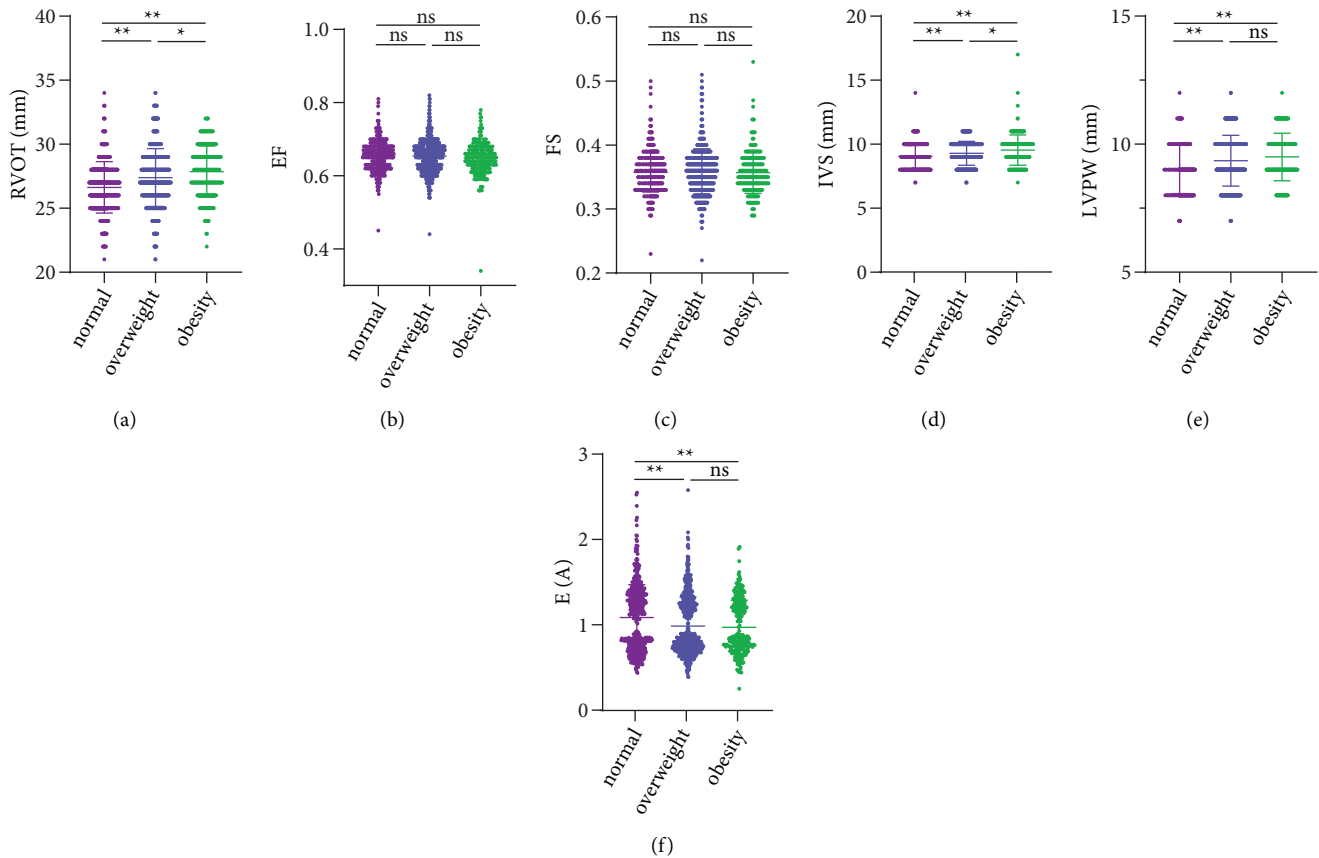 **
** *
40
35
30
25
20
RVOT (mm)
normal
overweight
obesity
(a)
ns
ns ns
1.0
0.8
0.6
0.4
EF
normal
overweight
obesity
(b)
ns
ns ns
0.6
0.5
0.4
0.3
0.2
FS
normal
overweight
obesity
(c)
**
** *
20
15
10
5
0
IVS (mm)
normal
overweight
obesity
(d)
**
** ns
15
10
5
LVPW (mm)
normal
overweight
obesity
(e)
**
** ns
3
2
1
0
E (A)
normal
overweight
obesity
(f)